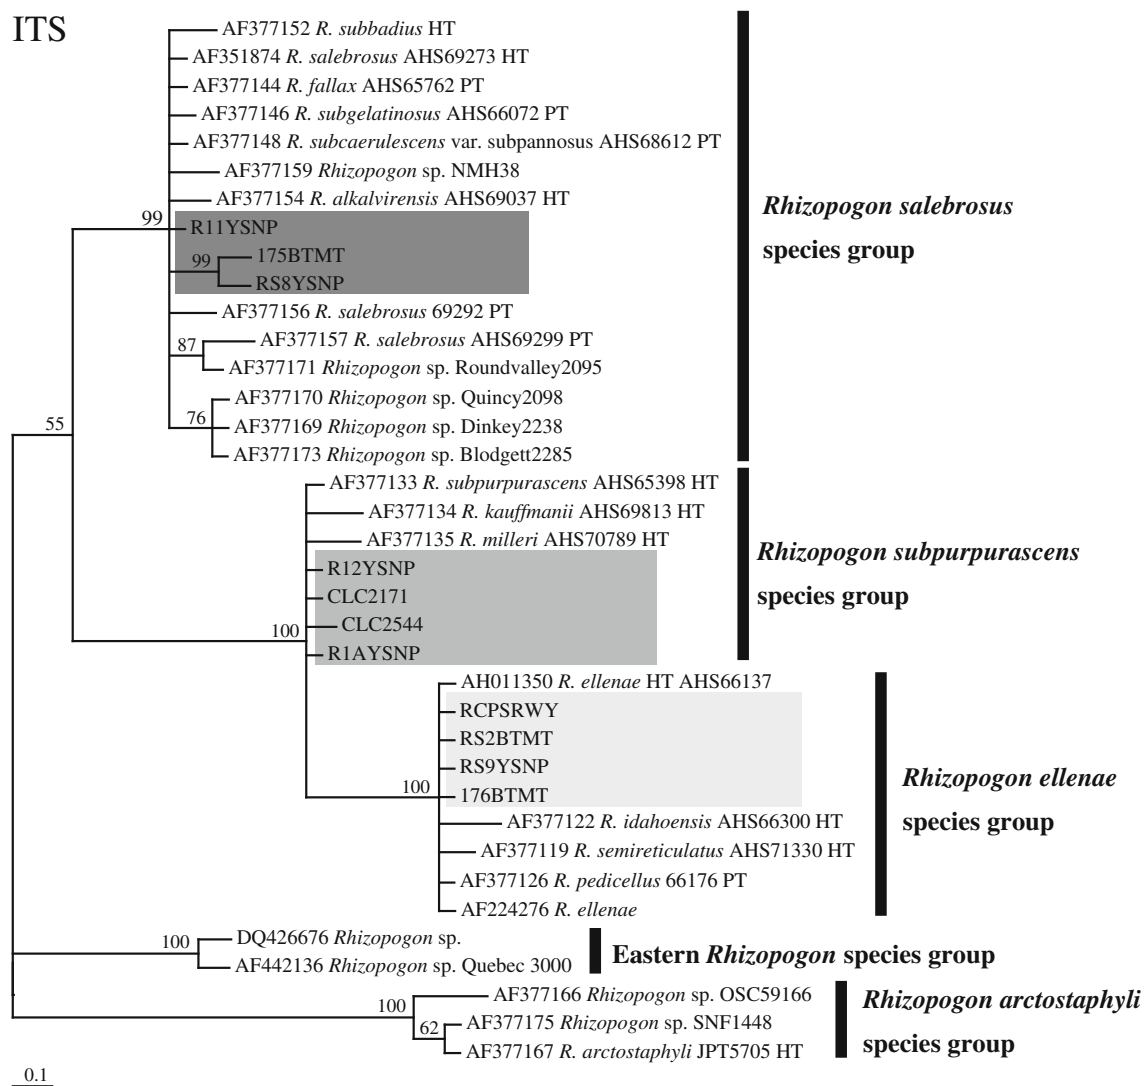 ITS
AF377152 R. subbadius HT
AF351874 R. salebrosus AHS69273 HT
AF377144 R. fallax AHS65762 PT
AF377146 R. subgelatinosus AHS66072 PT
AF377148 R. subcaerulescens var. subpannosus AHS68612 PT
AF377159 Rhizopogon sp. NMH38
AF377154 R. alkalvirensis AHS69037 HT
99
R11YSNP
99
175BTMT
RS8YSNP
AF377156 R. salebrosus 69292 PT
87
AF377157 R. salebrosus AHS69299 PT
AF377171 Rhizopogon sp. Roundvalley2095
76
AF377170 Rhizopogon sp. Quincy2098
AF377169 Rhizopogon sp. Dinkey2238
AF377173 Rhizopogon sp. Blodgett2285
Rhizopogon salebrosus
species group
55
AF377133 R. subpurpurascens AHS65398 HT
AF377134 R. kauffmanii AHS69813 HT
AF377135 R. milleri AHS70789 HT
R12YSNP
CLC2171
CLC2544
R1AYSNP
100
Rhizopogon subpurpurascens
species group
AH011350 R. ellenae HT AHS66137
RCPSRWY
RS2BTMT
RS9YSNP
176BTMT
100
AF377122 R. idahoensis AHS66300 HT
AF377119 R. semireticulatus AHS71330 HT
AF377126 R. pedicellus 66176 PT
AF224276 R. ellenae
Rhizopogon ellenae
species group
100
DQ426676 Rhizopogon sp.
AF442136 Rhizopogon sp. Quebec 3000
Eastern Rhizopogon species group
100
AF377166 Rhizopogon sp. OSC59166
62
AF377175 Rhizopogon sp. SNF1448
AF377167 R. arctostaphyli JPT5705 HT
Rhizopogon arctostaphyli
species group
0.1